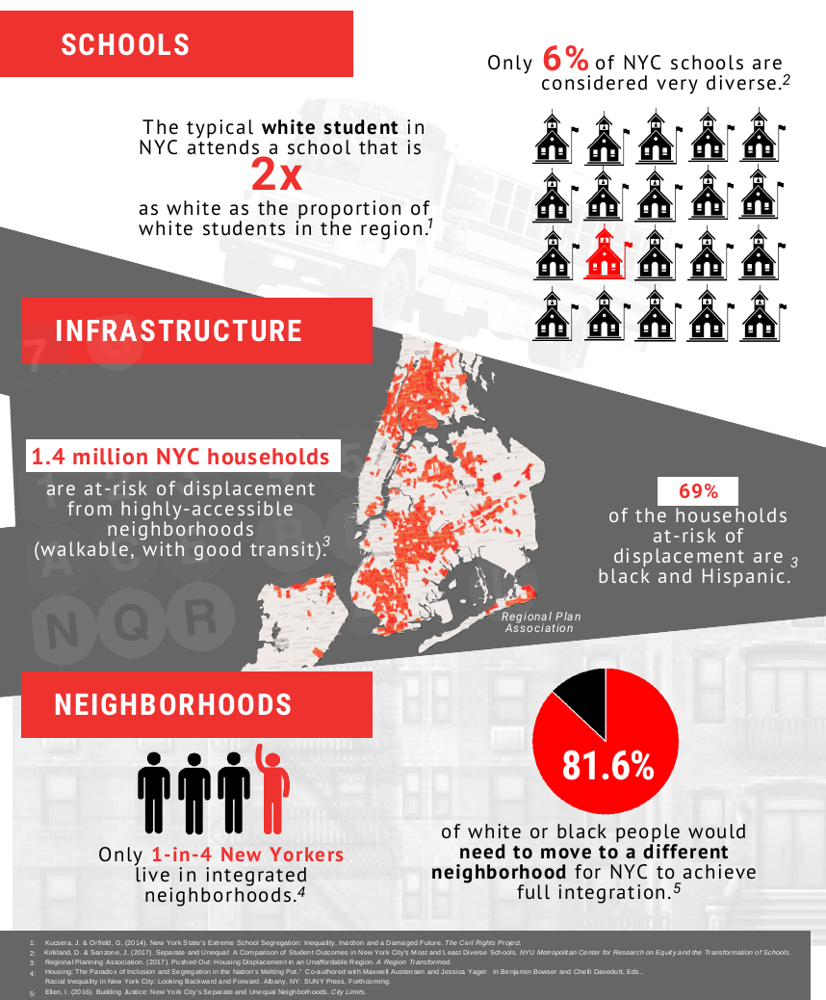 SCHOOLS
Only 6% of NYC schools are
considered very diverse.2
The typical white student in
NYC attends a school that is
2x
as white as the proportion of
white students in the region.1
INFRASTRUCTURE
1.4 million NYC households
are at-risk of displacement
from highly-accessible
neighborhoods
(walkable, with good transit).3
69%
of the households
at-risk of
displacement are 3
black and Hispanic.
Regional Plan
Association
N Q R
NEIGHBORHOODS
Only 1-in-4 New Yorkers
live in integrated
neighborhoods.4
81.6%
of white or black people would
need to move to a different
neighborhood for NYC to achieve
full integration.5
1: Kucsera, J. & Orfield, G. (2014). New York State's Extreme School Segregation: Inequality, Inaction and a Damaged Future. The Civil Rights Project.
2: Kirkland, D. & Sanzone, J. (2017). Separate and Unequal: A Comparison of Student Outcomes in New York City's Most and Least Diverse Schools. NYU Metropolitan Center for Research on Equity and the Transformation of Schools.
3: Regional Planning Association. (2017). Pushed Out: Housing Displacement in an Unaffordable Region. A Region Transformed.
4: Housing: The Paradox of Inclusion and Segregation in the Nation's Melting Pot." Co-authored with Maxwell Austensen and Jessica Yager. In Benjamin Bowser and Chelli Davedutt, Eds.,
Racial Inequality in New York City: Looking Backward and Forward. Albany, NY: SUNY Press, Forthcoming.
5: Ellen, I. (2016). Building Justice: New York City's Separate and Unequal Neighborhoods. City Limits.